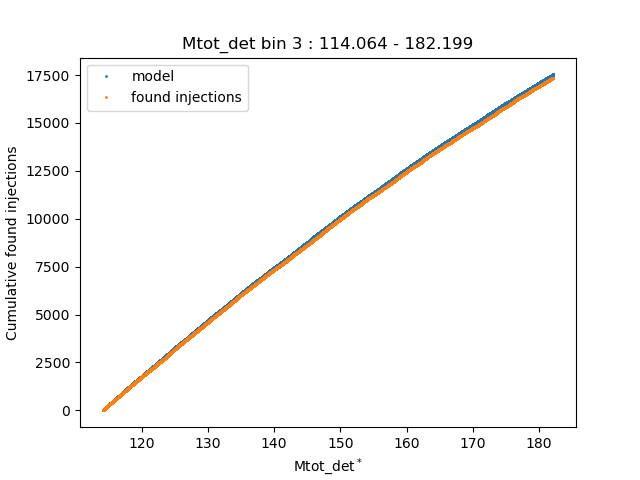 Mtot_det bin 3 : 114.064 - 182.199
model
found injections
17500
15000
12500
10000
7500
5000
2500
0
Cumulative found injections
120 130 140 150 160 170 180
Mtot_det*